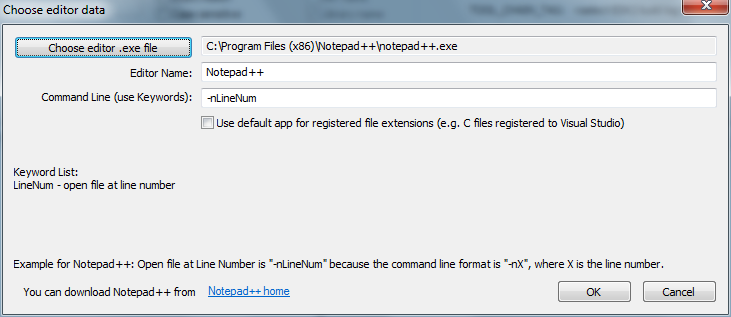 Choose editor data
Choose editor .exe file
C:\Program Files (x86)\Notepad++\notepad++.exe
Editor Name:
Notepad++
Command Line (use Keywords):
-nLineNum
Use default app for registered file extensions (e.g. C files registered to Visual Studio)
Keyword List:
LineNum - open file at line number
Example for Notepad++: Open file at Line Number is "-nLineNum" because the command line format is "-nX", where X is the line number.
You can download Notepad++ from
Notepad++ home
OK
Cancel